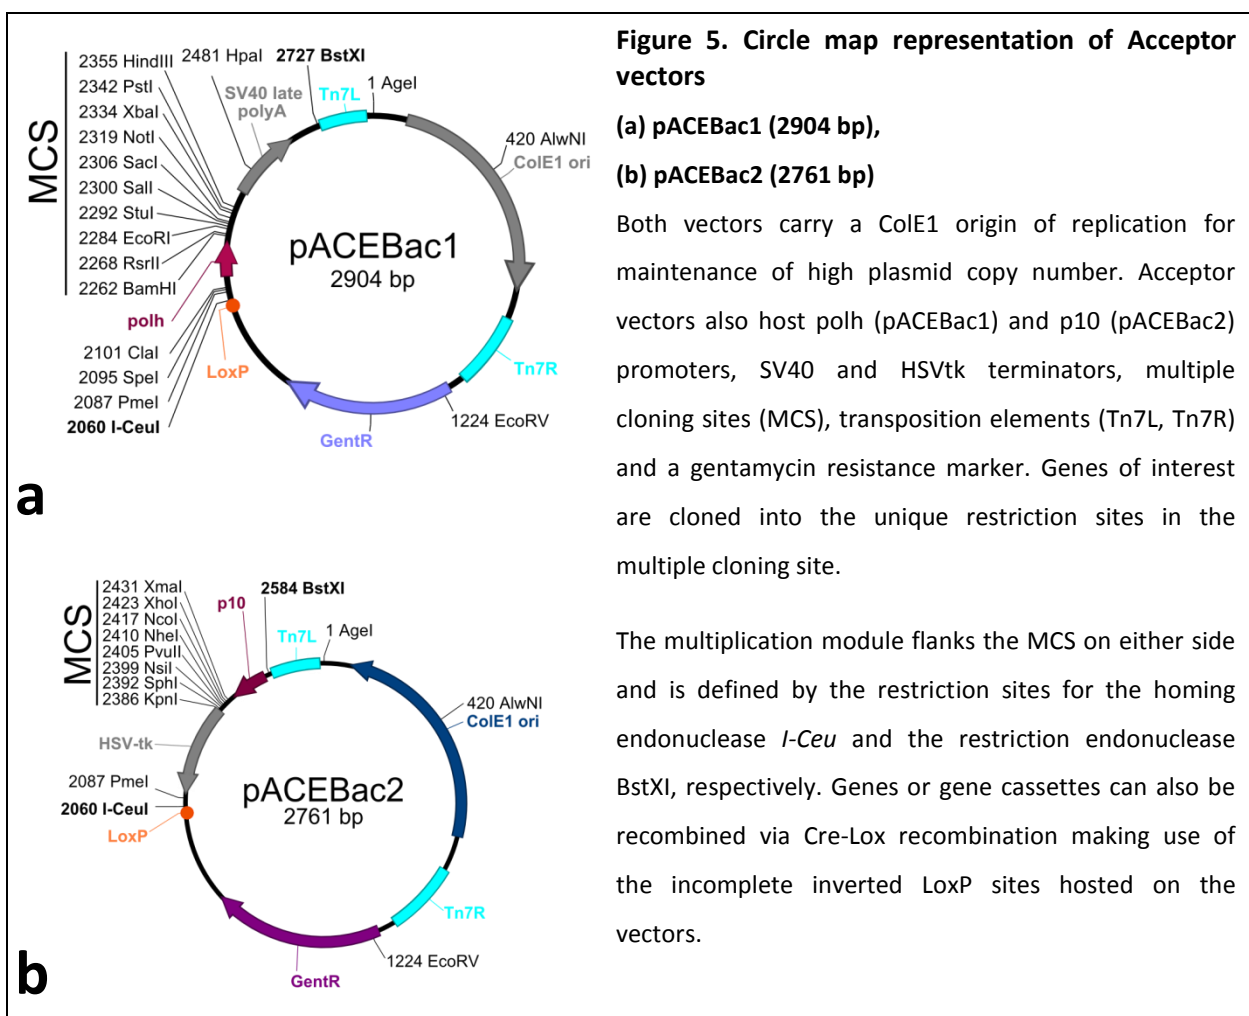 MCS
2355 HindIII
2342 PstI
2334 XbaI
2319 NotI
2306 SacI
2300 SalI
2292 StuI
2284 EcoRI
2268 RsrII
2262 BamHI
polh
2101 ClaI
2095 SpeI
2087 PmeI
2060 I-CeuI
2481 HpaI
2727 BstXI
SV40 late
polyA
Tn7L
1 AgeI
420 AlwNI
ColE1 ori
pACEBac1
2904 bp
LoxP
Tn7R
1224 EcoRV
GentR
a
MCS
2431 XmaI
2423 XhoI
2417 NcoI
2410 NheI
2405 PvuII
2399 NsiI
2392 SphI
2386 KpnI
p10
2584 BstXI
Tn7L
1 AgeI
420 AlwNI
ColE1 ori
HSV-tk
2087 PmeI
2060 I-CeuI
LoxP
pACEBac2
2761 bp
Tn7R
1224 EcoRV
GentR
b
Figure 5. Circle map representation of Acceptor
vectors
(a) pACEBac1 (2904 bp),
(b) pACEBac2 (2761 bp)
Both vectors carry a ColE1 origin of replication for
maintenance of high plasmid copy number. Acceptor
vectors also host polh (pACEBac1) and p10 (pACEBac2)
promoters, SV40 and HSVtk terminators, multiple
cloning sites (MCS), transposition elements (Tn7L, Tn7R)
and a gentamycin resistance marker. Genes of interest
are cloned into the unique restriction sites in the
multiple cloning site.
The multiplication module flanks the MCS on either side
and is defined by the restriction sites for the homing
endonuclease I-Ceu and the restriction endonuclease
BstXI, respectively. Genes or gene cassettes can also be
recombined via Cre-Lox recombination making use of
the incomplete inverted LoxP sites hosted on the
vectors.